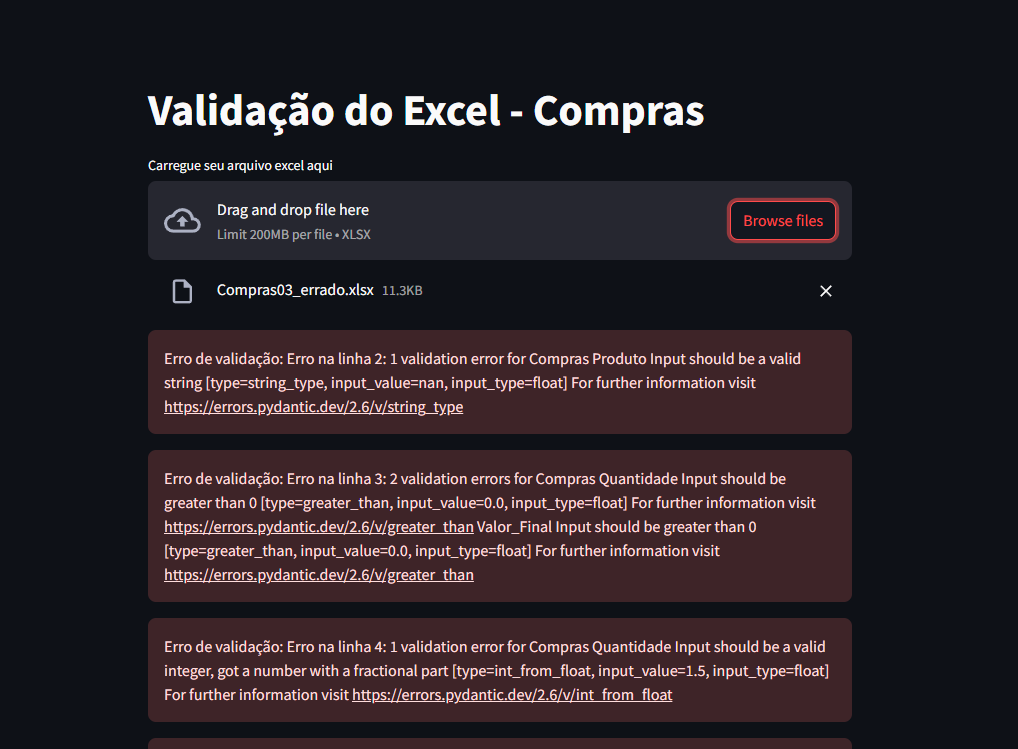 Validação do Excel - Compras
Carregue seu arquivo excel aqui
Drag and drop file here
Limit 200MB per file • XLSX
Browse files
Compras03_errado.xlsx 11.3KB
Erro de validação: Erro na linha 2: 1 validation error for Compras Produto Input should be a valid
string [type=string_type, input_value=nan, input_type=float] For further information visit
https://errors.pydantic.dev/2.6/v/string_type
Erro de validação: Erro na linha 3: 2 validation errors for Compras Quantidade Input should be
greater than 0 [type=greater_than, input_value=0.0, input_type=float] For further information visit
https://errors.pydantic.dev/2.6/v/greater_than Valor_Final Input should be greater than 0
[type=greater_than, input_value=0.0, input_type=float] For further information visit
https://errors.pydantic.dev/2.6/v/greater_than
Erro de validação: Erro na linha 4: 1 validation error for Compras Quantidade Input should be a valid
integer, got a number with a fractional part [type=int_from_float, input_value=1.5, input_type=float]
For further information visit https://errors.pydantic.dev/2.6/v/int_from_float